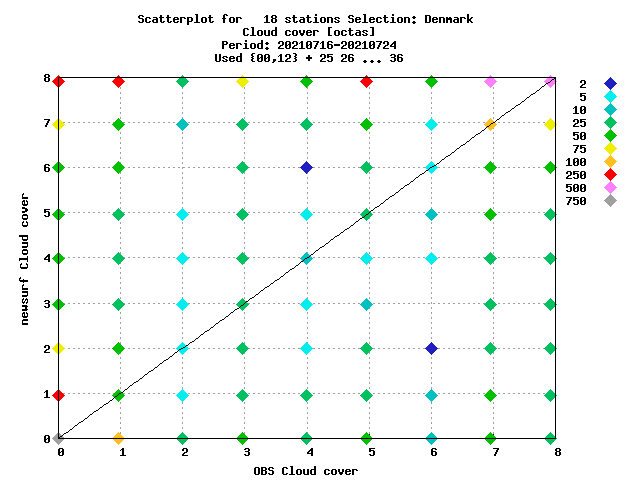 Scatterplot for   18 stations Selection: Denmark
Cloud cover [octas]
Period: 20210716-20210724
Used {00,12} + 25 26 ... 36
8
7
6
5
4
3
2
1
0
newsurf Cloud cover
0 1 2 3 4 5 6 7 8
OBS Cloud cover
2
5
10
25
50
75
100
250
500
750